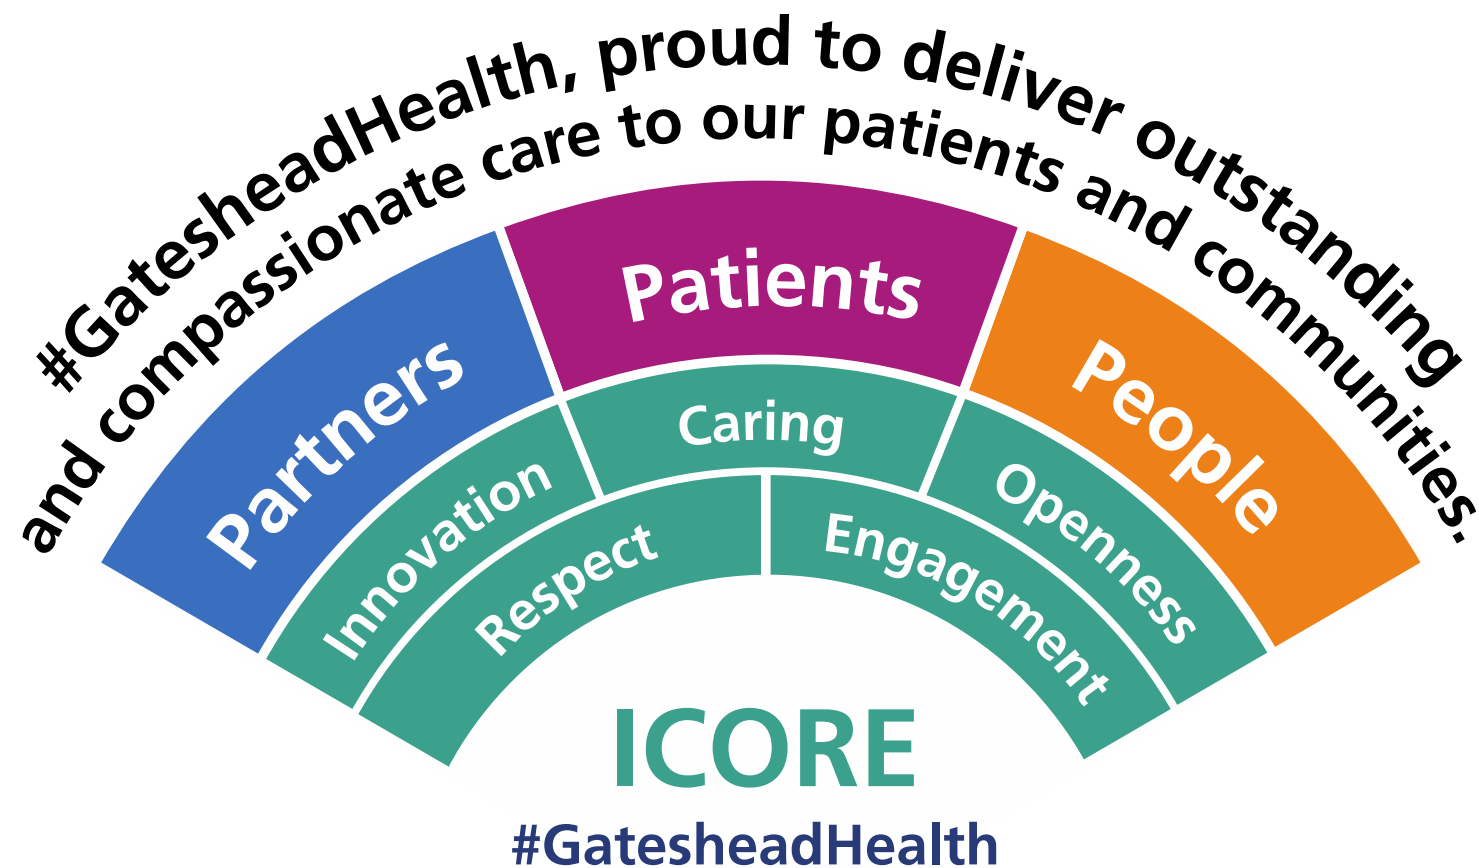 #GatesheadHealth, proud to deliver outstanding
and compassionate care to our patients and communities.
Partners
Patients
People
Innovation
Caring
Openness
Respect
Engagement
ICORE
#GatesheadHealth